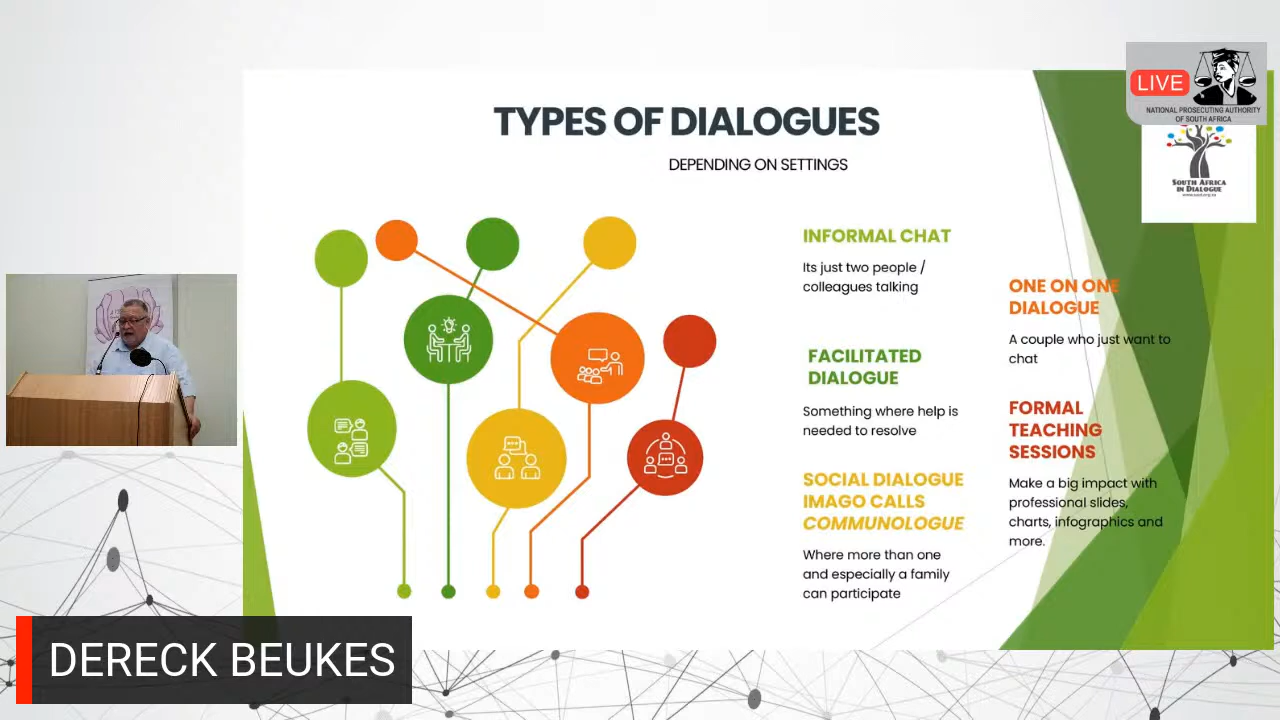 TYPES OF DIALOGUES
DEPENDING ON SETTINGS
LIVE
NATIONAL PROSECUTING AUTHORITY
OF SOUTH AFRICA
SOUTH AFRICA
IN DIALOGUE
INFORMAL CHAT
Its just two people /
colleagues talking
FACILITATED
DIALOGUE
Something where help is
needed to resolve
SOCIAL DIALOGUE
IMAGO CALLS
COMMUNOLOGUE
Where more than one
and especially a family
can participate
ONE ON ONE
DIALOGUE
A couple who just want to
chat
FORMAL
TEACHING
SESSIONS
Make a big impact with
professional slides,
charts, infographics and
more.
DERECK BEUKES